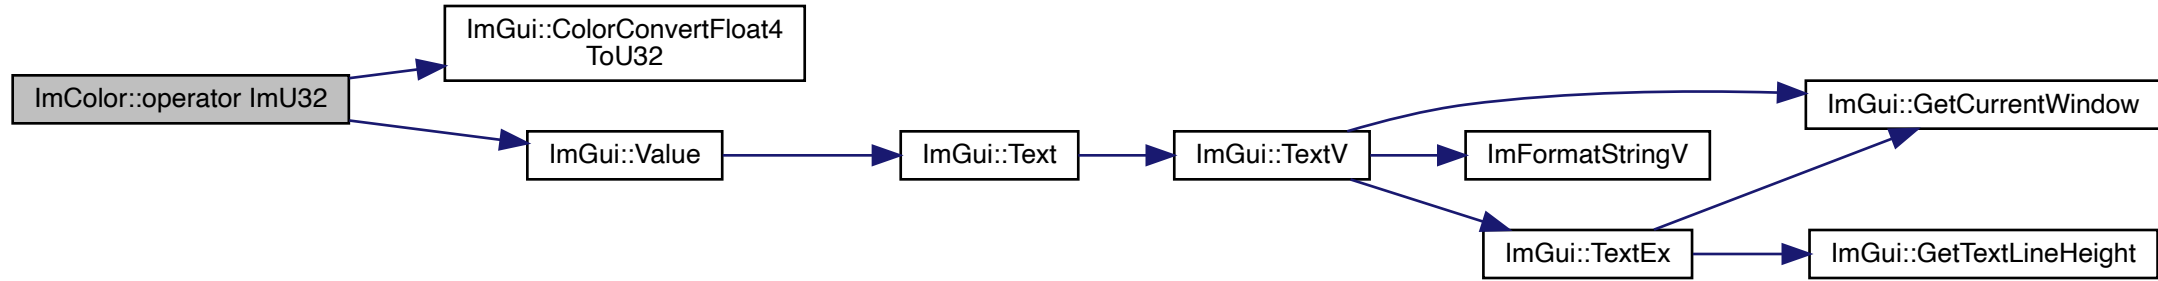 ImColor::operator ImU32
ImGui::ColorConvertFloat4
ToU32
ImGui::Value
ImGui::Text
ImGui::TextV
ImGui::GetCurrentWindow
ImFormatStringV
ImGui::TextEx
ImGui::GetTextLineHeight